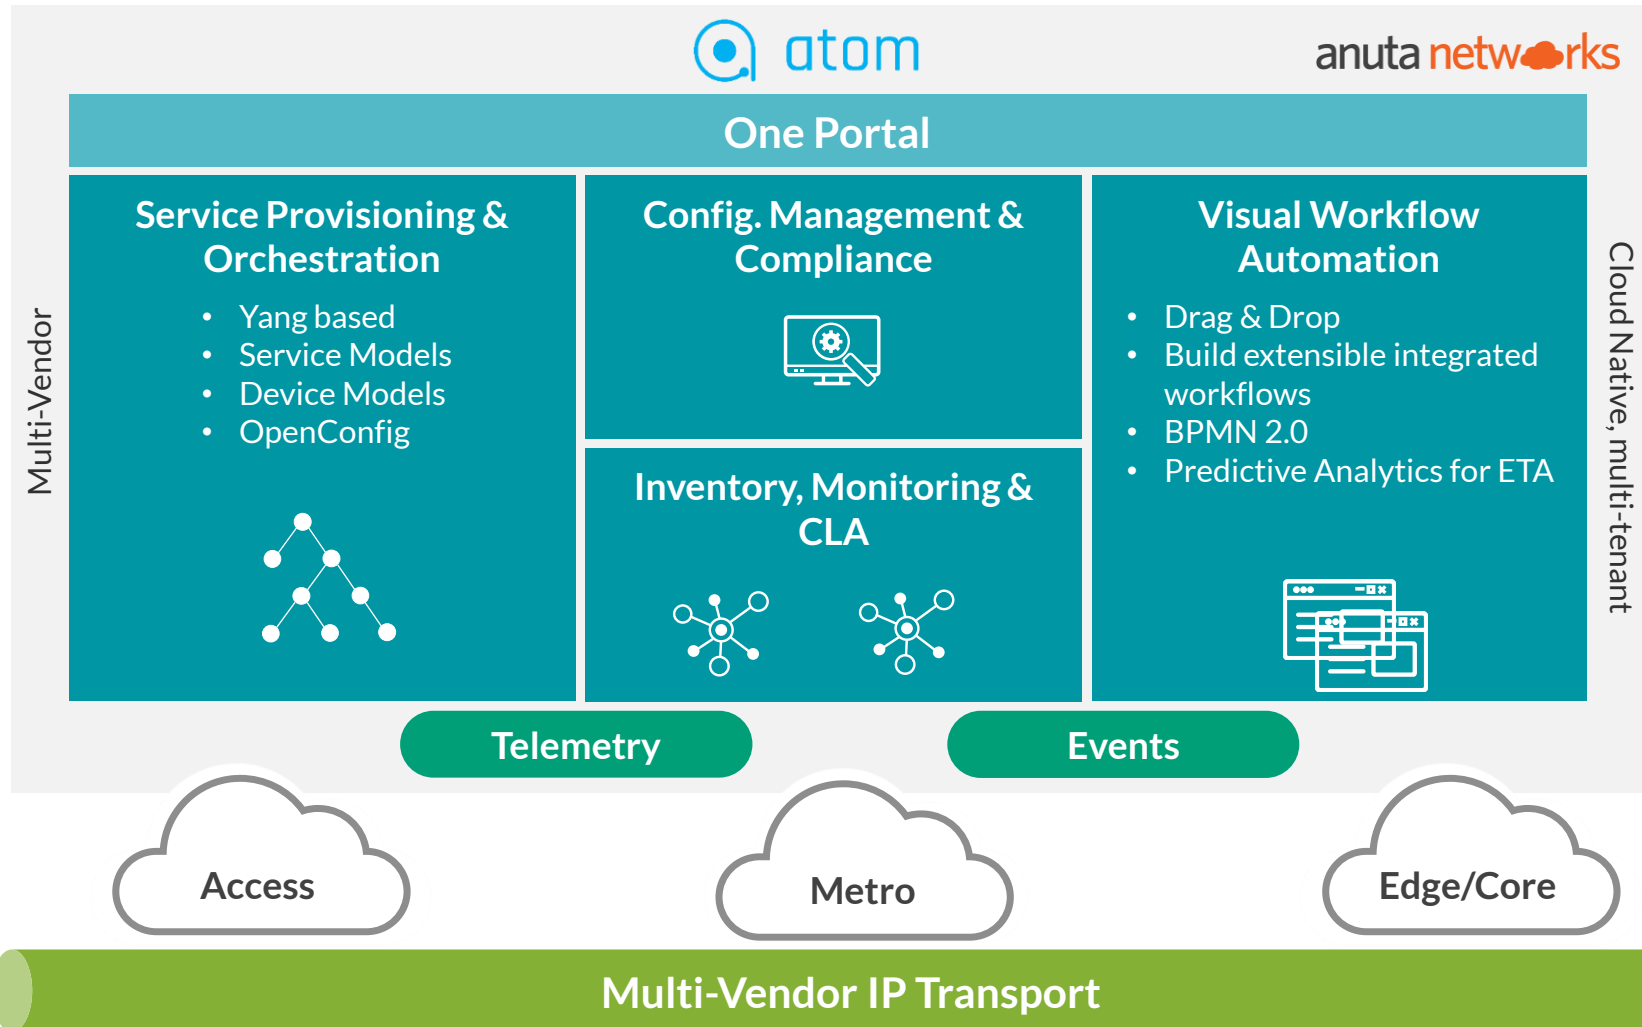 atom
anuta networks
One Portal
Multi-Vendor
Service Provisioning &
Orchestration
• Yang based
• Service Models
• Device Models
• OpenConfig
Config. Management &
Compliance
Inventory, Monitoring &
CLA
Visual Workflow
Automation
• Drag & Drop
• Build extensible integrated
workflows
• BPMN 2.0
• Predictive Analytics for ETA
Cloud Native, multi-tenant
Telemetry
Events
Access
Metro
Edge/Core
Multi-Vendor IP Transport